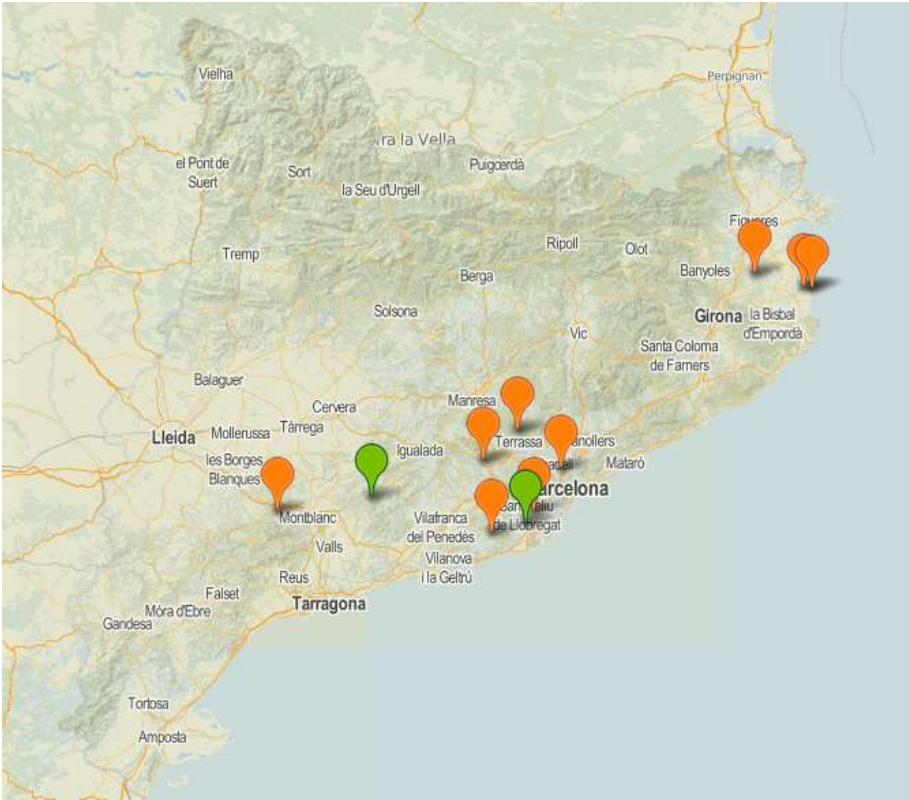 Vielha
Perpignan
ra la Vella
el Pont de
Suert
Sort
Puigcerdà
la Seu d'Urgell
Figueres
Tremp
Ripoll
Olot
Banyoles
Berga
Solsona
Girona
la Bisbal
d'Empordà
Vic
Santa Coloma
de Farners
Balaguer
Manresa
Cervera
Lleida
Mollerussa
Tàrrega
Terrassa
anollers
Igualada
les Borges
Blanques
Mataró
arcelona
Montblanc
Vilafranca
del Penedès
de Llobregat
Valls
Vilanova
i la Geltrú
Reus
Falset
Tarragona
Móra d'Ebre
Gandesa
Tortosa
Amposta